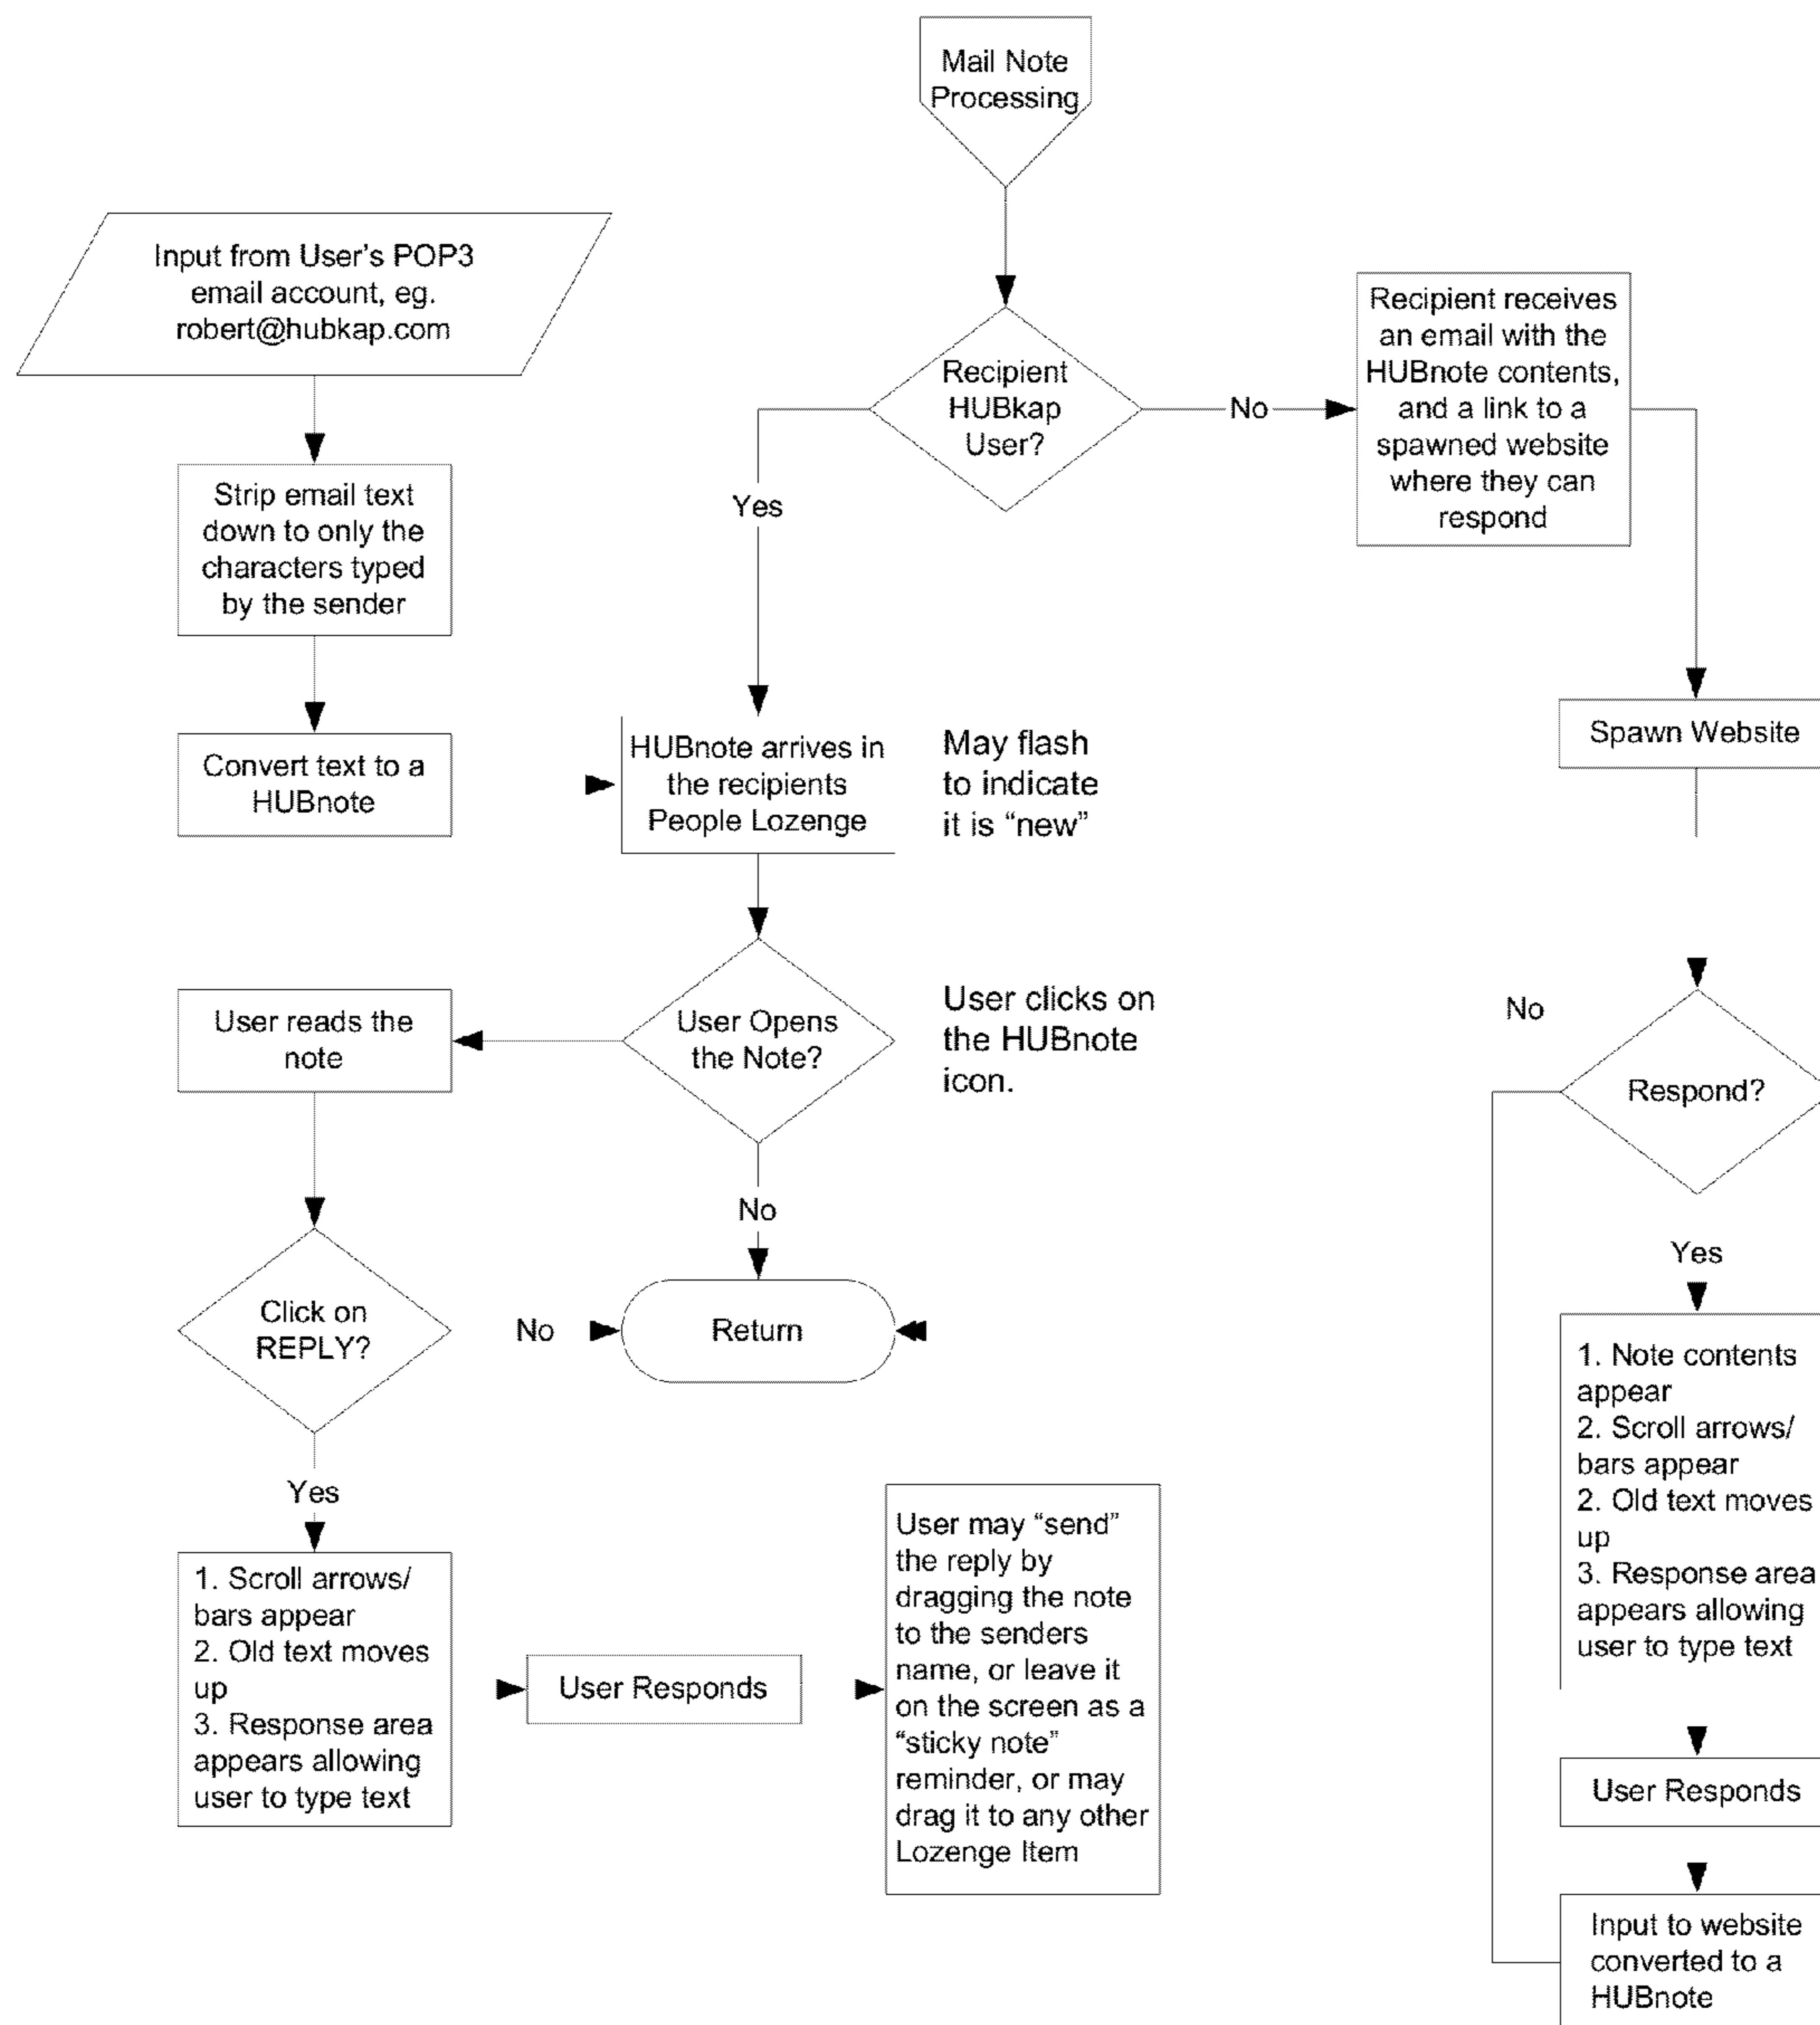 Mail Note
Processing
Input from User's POP3
email account, eg.
robert@hubkap.com
Recipient
HUBkap
User?
No
Recipient receives
an email with the
HUBnote contents,
and a link to a
spawned website
where they can
respond
Yes
Strip email text
down to only the
characters typed
by the sender
Convert text to a
HUBnote
HUBnote arrives in
the recipients
People Lozenge
May flash
to indicate
it is “new”
Spawn Website
User reads the
note
User Opens
the Note?
User clicks on
the HUBnote
icon.
No
Respond?
No
Click on
REPLY?
No
Return
Yes
1. Note contents
appear
2. Scroll arrows/
bars appear
2. Old text moves
up
3. Response area
appears allowing
user to type text
Yes
1. Scroll arrows/
bars appear
2. Old text moves
up
3. Response area
appears allowing
user to type text
User Responds
User may “send”
the reply by
dragging the note
to the senders
name, or leave it
on the screen as a
“sticky note”
reminder, or may
drag it to any other
Lozenge Item
User Responds
Input to website
converted to a
HUBnote